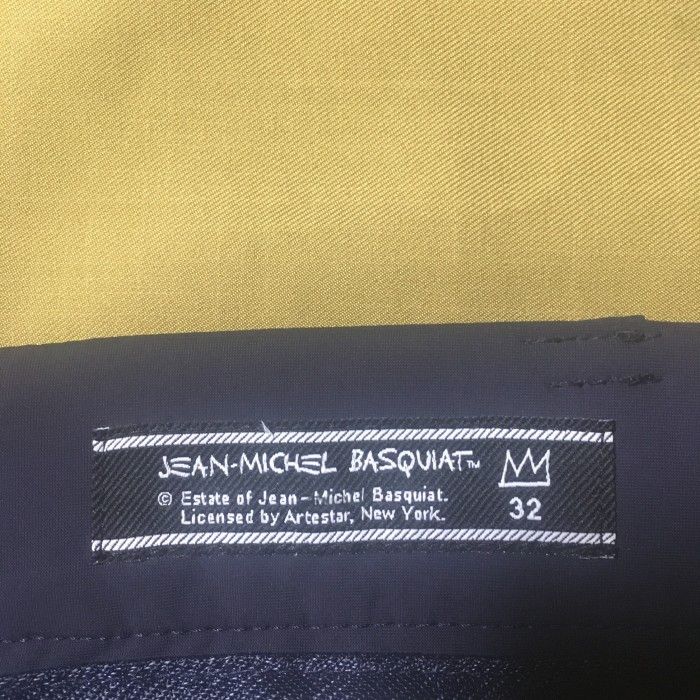 JEAN-MICHEL BASQUIAT™
© Estate of Jean-Michel Basquiat.
Licensed by Artestar, New York.
32